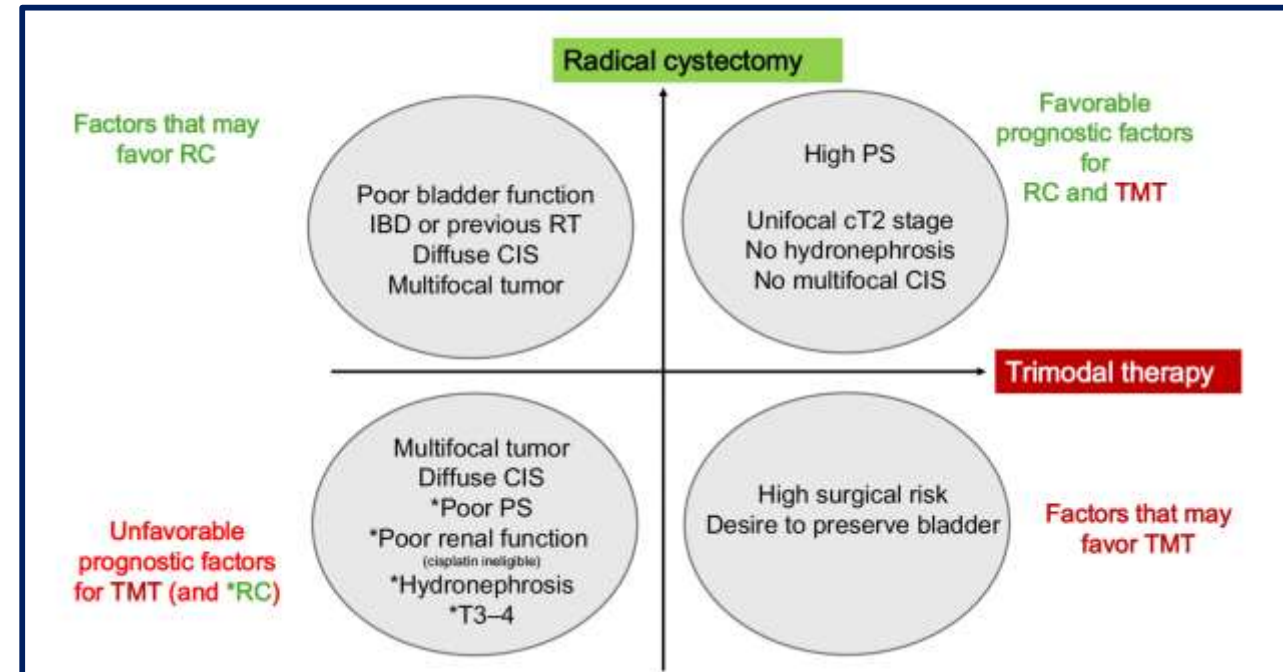 Radical cystectomy
Factors that may
favor RC
Poor bladder function
IBD or previous RT
Diffuse CIS
Multifocal tumor
High PS
Unifocal cT2 stage
No hydronephrosis
No multifocal CIS
Favorable
prognostic factors
for
RC and TMT
Trimodal therapy
Unfavorable
prognostic factors
for TMT (and *RC)
Multifocal tumor
Diffuse CIS
*Poor PS
*Poor renal function
(cisplatin ineligible)
*Hydronephrosis
*T3–4
High surgical risk
Desire to preserve bladder
Factors that may
favor TMT